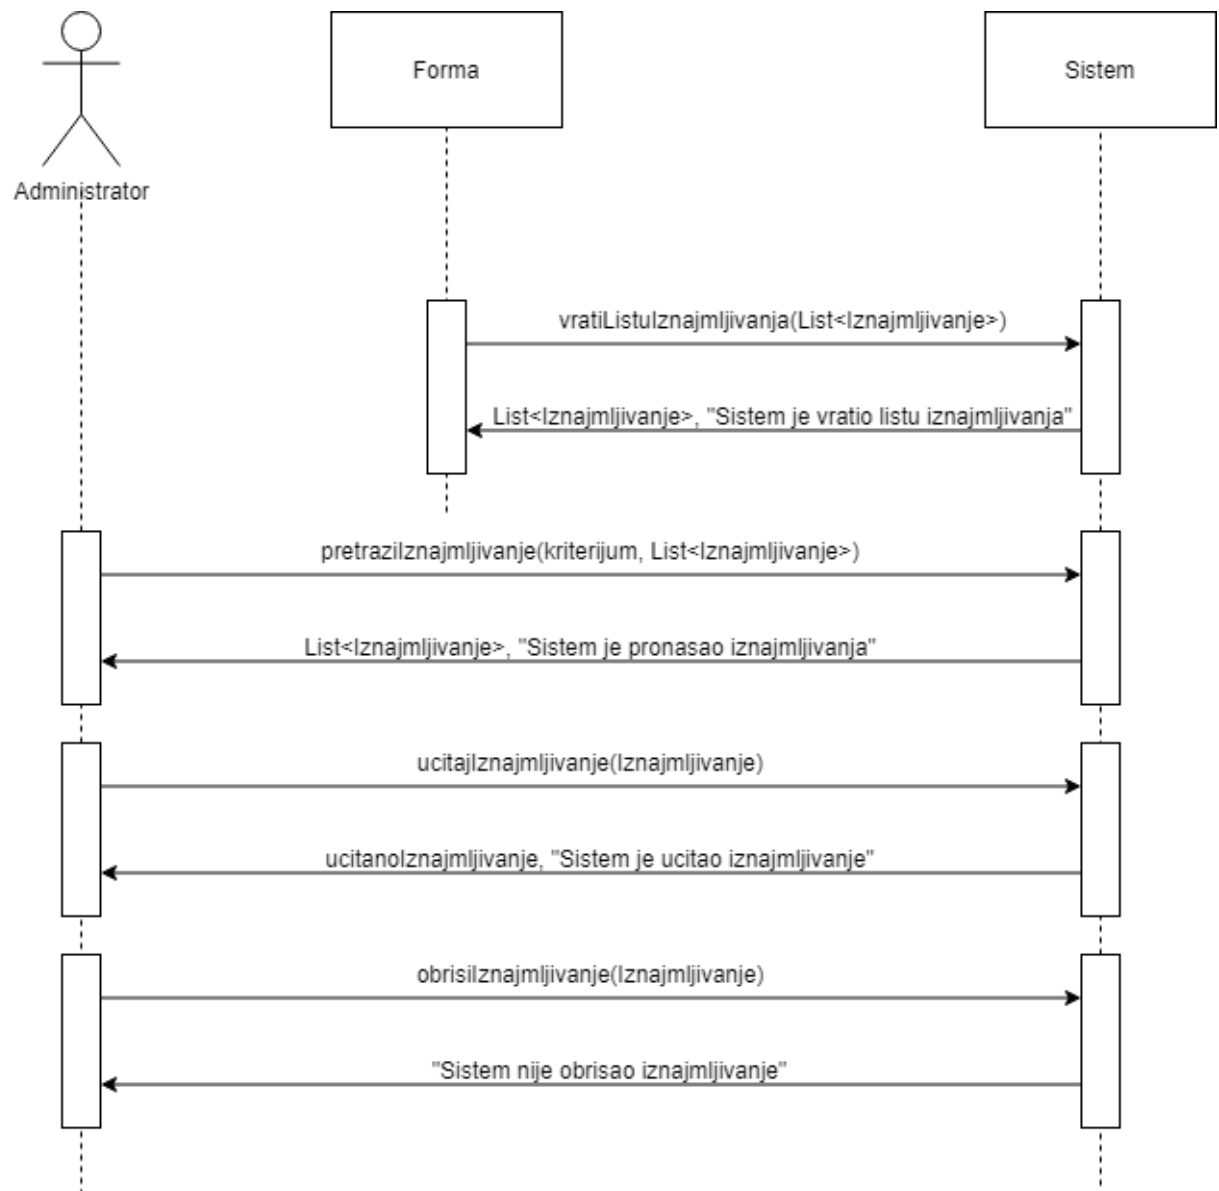 Forma
Sistem
Administrator
vratiListuIznajmljivanja(List<Iznajmljivanje>)
List<Iznajmljivanje>, "Sistem je vratio listu iznajmljivanja"
pretraziIznajmljivanje(kriterijum, List<Iznajmljivanje>)
List<Iznajmljivanje>, "Sistem je pronasao iznajmljivanja"
ucitajIznajmljivanje(Iznajmljivanje)
ucitanoIznajmljivanje, "Sistem je ucitao iznajmljivanje"
obrisiIznajmljivanje(Iznajmljivanje)
"Sistem nije obrisao iznajmljivanje"